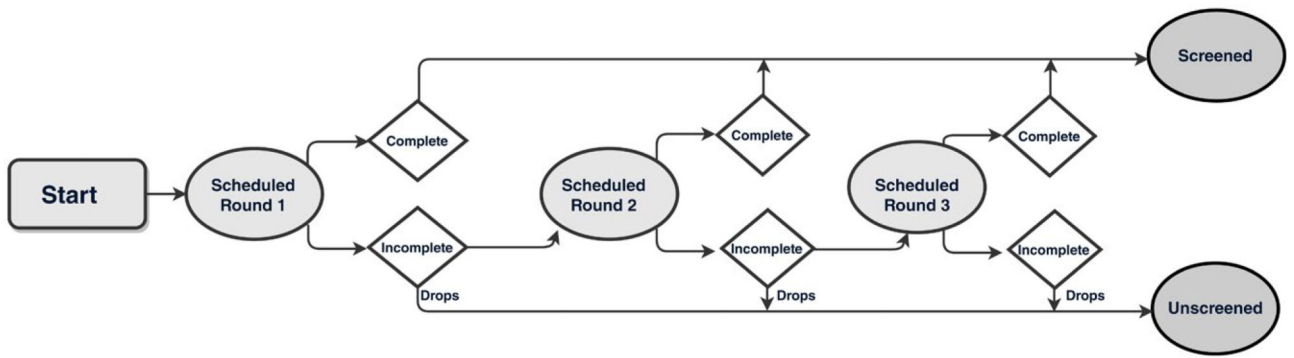 Screened
Complete
Complete
Complete
Start
Scheduled
Round 1
Scheduled
Round 2
Scheduled
Round 3
Incomplete
Incomplete
Incomplete
Drops
Drops
Drops
Unscreened